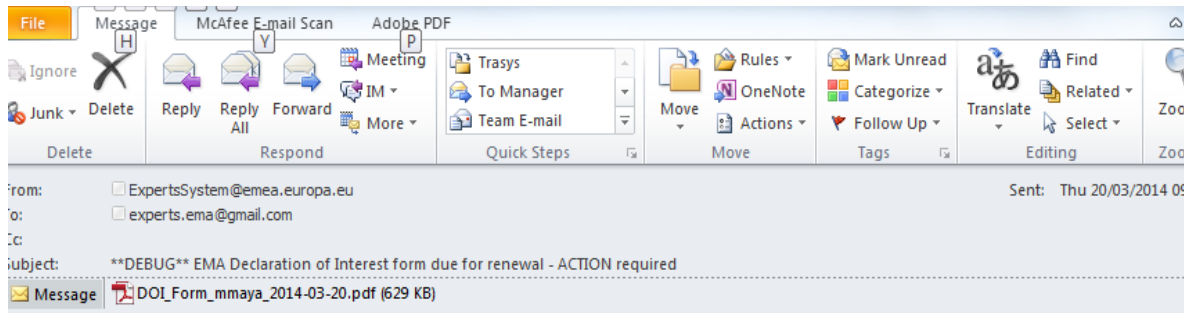 File Message McAfee E-mail Scan Adobe PDF
H Y P
Ignore
Junk
Delete
Delete
Reply
Reply All
Forward
Meeting
IM
More
Respond
Trasys
To Manager
Team E-mail
Quick Steps
Move
Rules
OneNote
Actions
Move
Mark Unread
Categorize
Follow Up
Tags
Translate
Find
Related
Select
Editing
Zoo
Zoo
From: ExpertsSystem@emea.europa.eu Sent: Thu 20/03/2014 09
To: experts.ema@gmail.com
Cc:
Subject: **DEBUG** EMA Declaration of Interest form due for renewal - ACTION required
Message DOI_Form_mmaya_2014-03-20.pdf (629 KB)